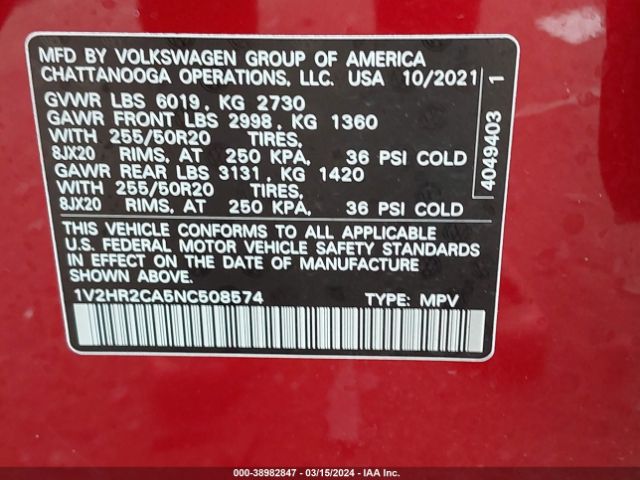 MFD BY VOLKSWAGEN GROUP OF AMERICA
CHATTANOOGA OPERATIONS, LLC. USA 10/2021
GVWR LBS 6019, KG 2730
GAWR FRONT LBS 2998, KG 1360
WITH 255/50R20 TIRES,
8JX20 RIMS, AT 250 KPA, 36 PSI COLD
GAWR REAR LBS 3131, KG 1420
WITH 255/50R20 TIRES,
8JX20 RIMS, AT 250 KPA, 36 PSI COLD
THIS VEHICLE CONFORMS TO ALL APPLICABLE
U.S. FEDERAL MOTOR VEHICLE SAFETY STANDARDS
IN EFFECT ON THE DATE OF MANUFACTURE
SHOWN ABOVE.
1V2HR2CA5NC508574 TYPE: MPV
4049403 1
000-38982847 - 03/15/2024 - IAA Inc.